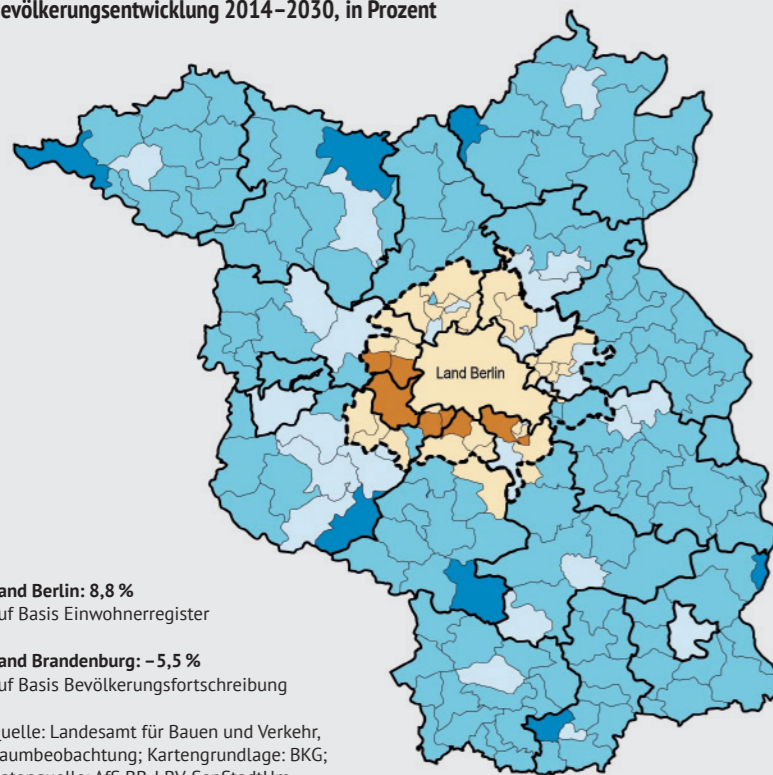 evölkerungsentwicklung 2014–2030, in Prozent
Land Berlin
and Berlin: 8,8 %
uf Basis Einwohnerregister
and Brandenburg: –5,5 %
uf Basis Bevölkerungsfortschreibung
uelle: Landesamt für Bauen und Verkehr,
aumbeobachtung; Kartengrundlage: BKG;